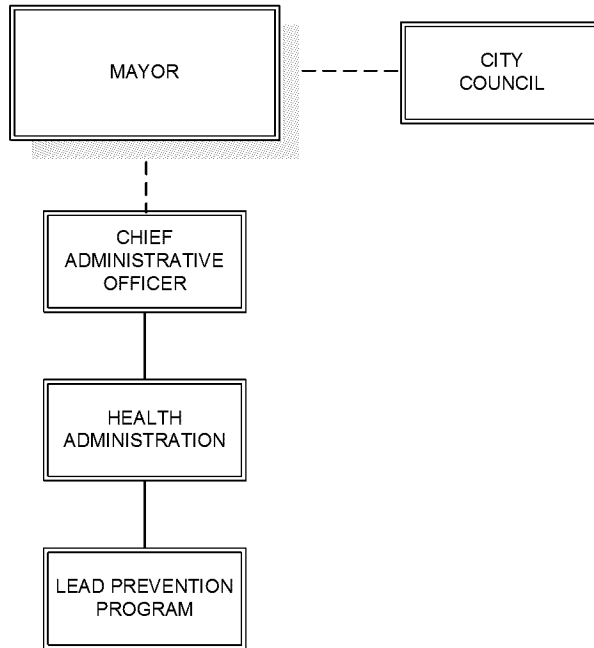 MAYOR
CITY
COUNCIL
CHIEF
ADMINISTRATIVE
OFFICER
HEALTH
ADMINISTRATION
LEAD PREVENTION
PROGRAM